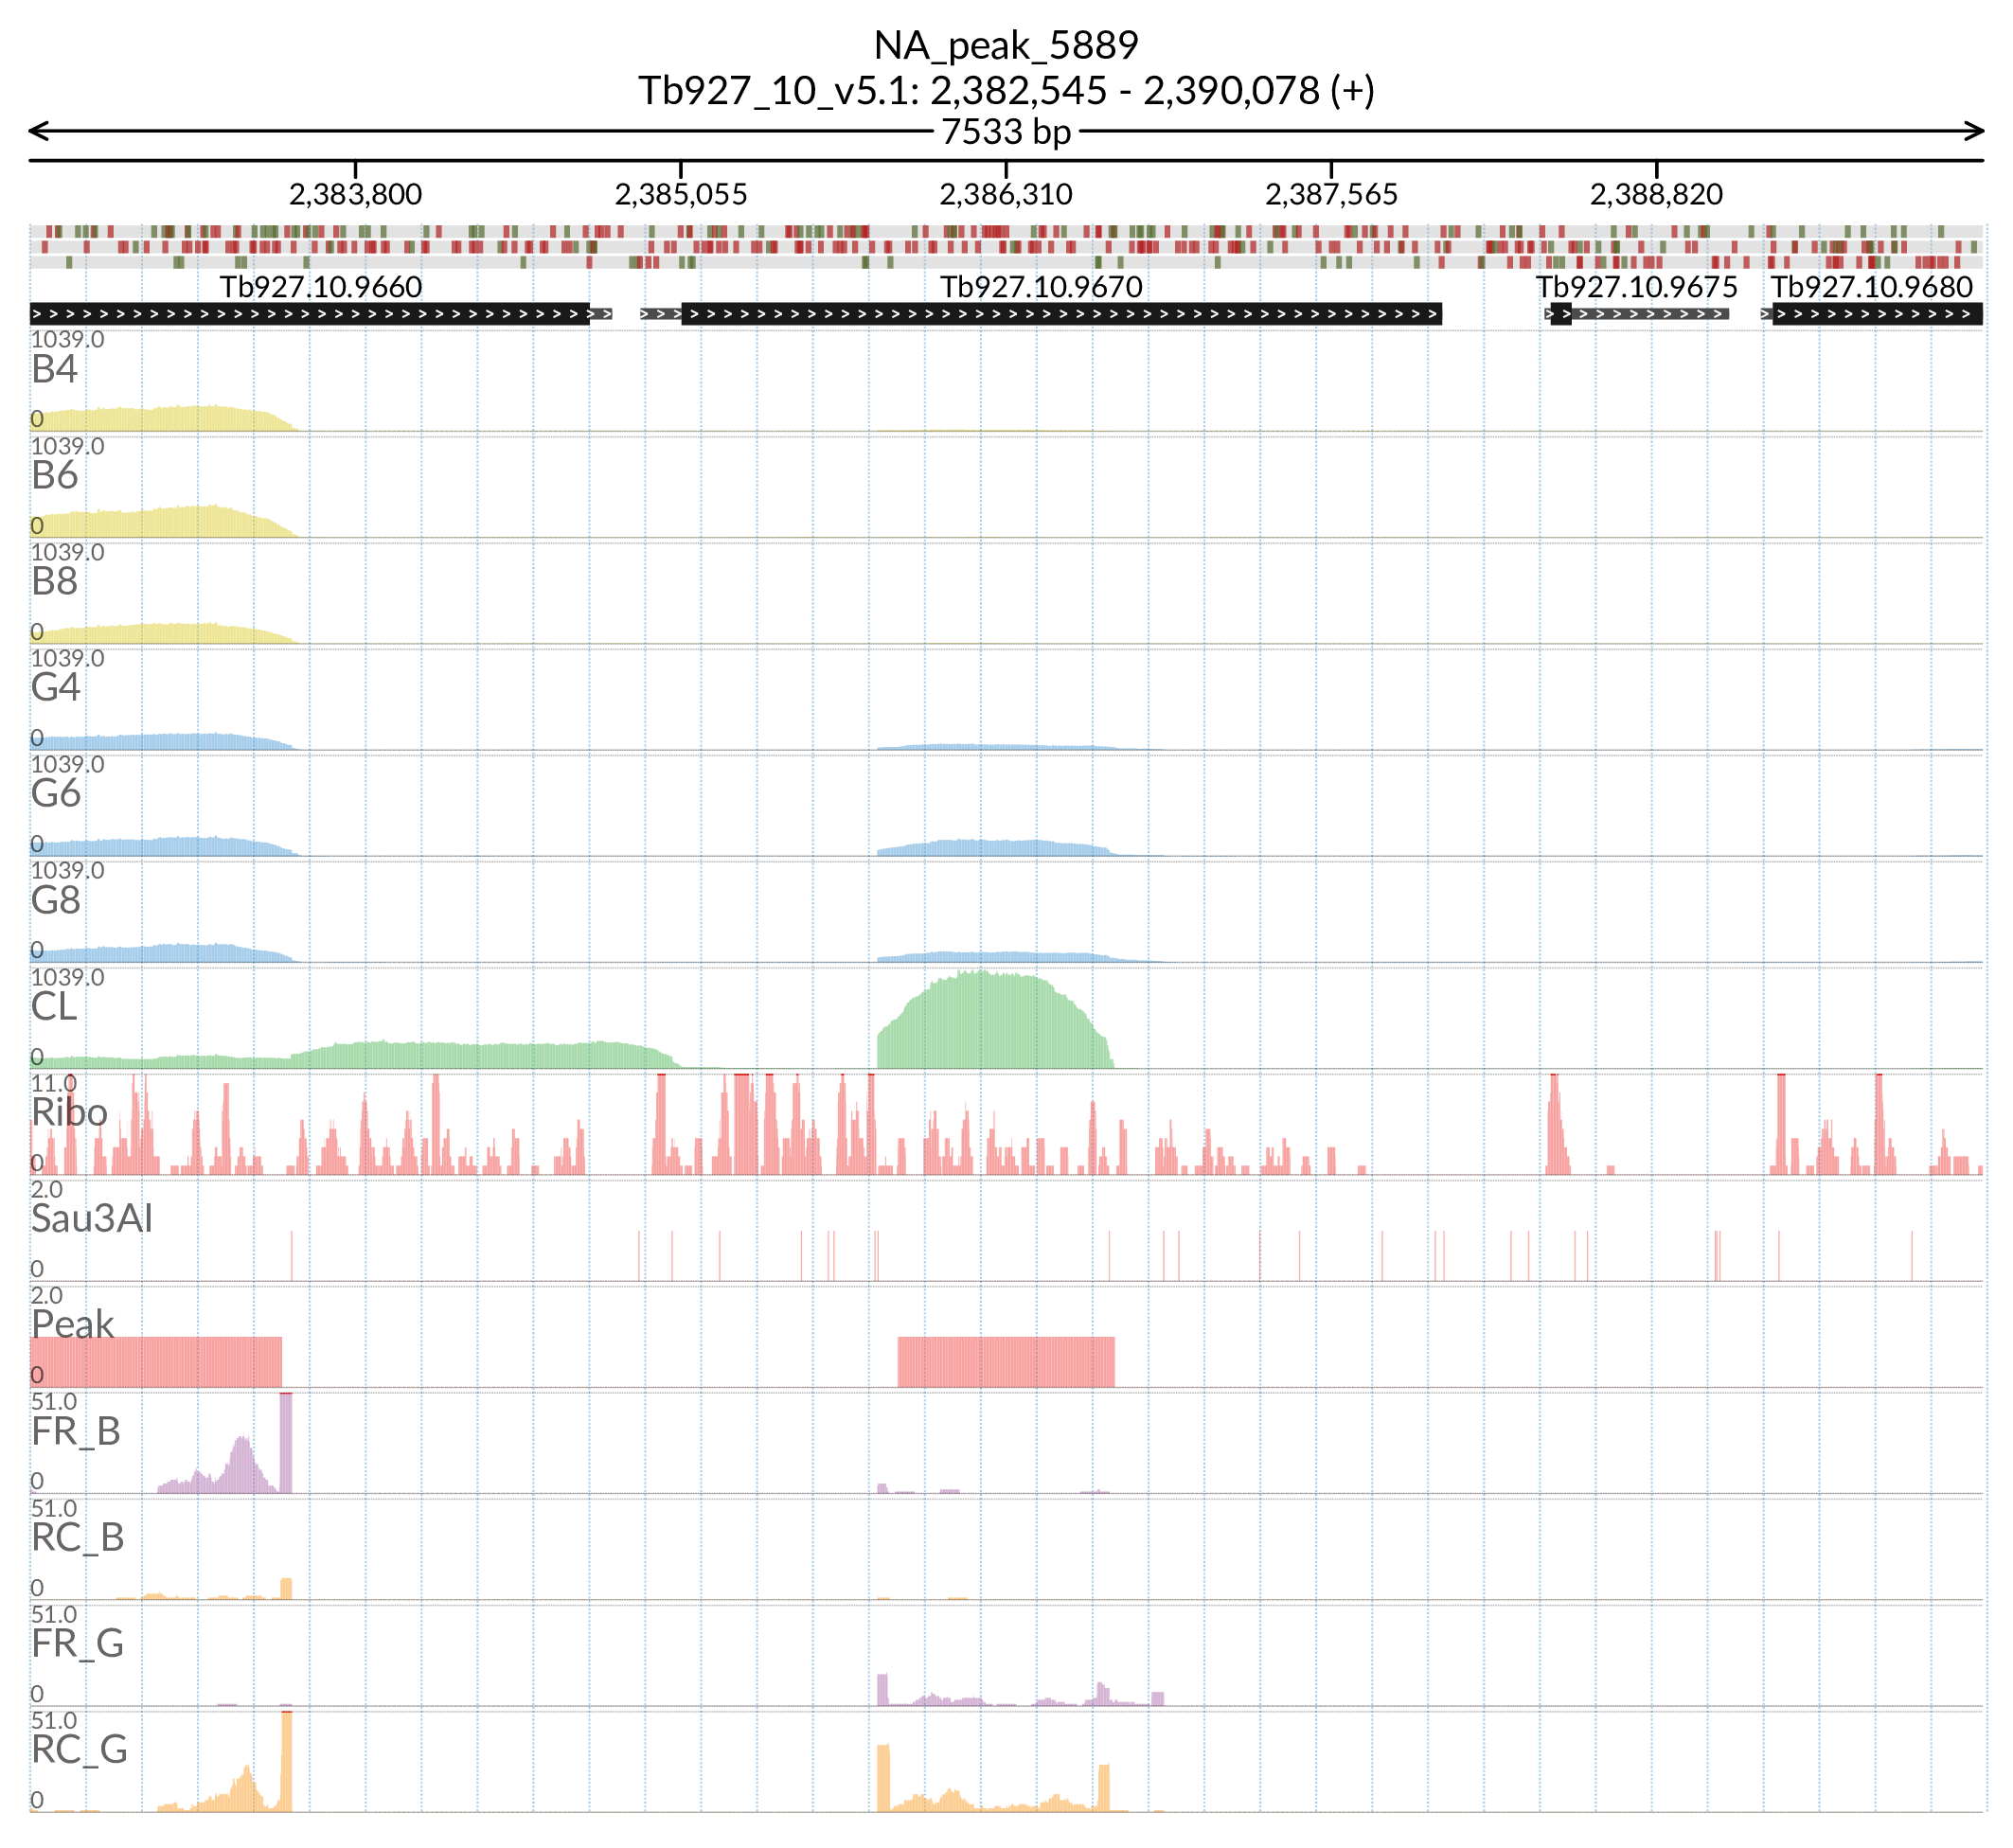 NA_peak_5889
Tb927_10_v5.1: 2,382,545 - 2,390,078 (+)
7533 bp
2,383,800 2,385,055 2,386,310 2,387,565 2,388,820
Tb927.10.9660 Tb927.10.9670 Tb927.10.9675 Tb927.10.9680
1039.0
B4
0
1039.0
B6
0
1039.0
B8
0
1039.0
G4
0
1039.0
G6
0
1039.0
G8
0
1039.0
CL
0
11.0
Ribo
0
2.0
Sau3AI
0
2.0
Peak
0
51.0
FR_B
0
51.0
RC_B
0
51.0
FR_G
0
51.0
RC_G
0